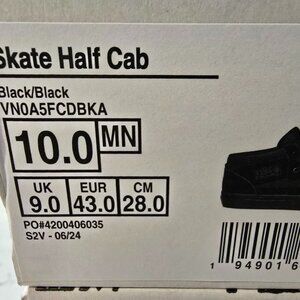 Skate Half Cab
Black/Black
VN0A5FCDBKA
10.0 MN
UK EUR CM
9.0 43.0 28.0
PO#4200406035
S2V - 06/24
1 94901 6